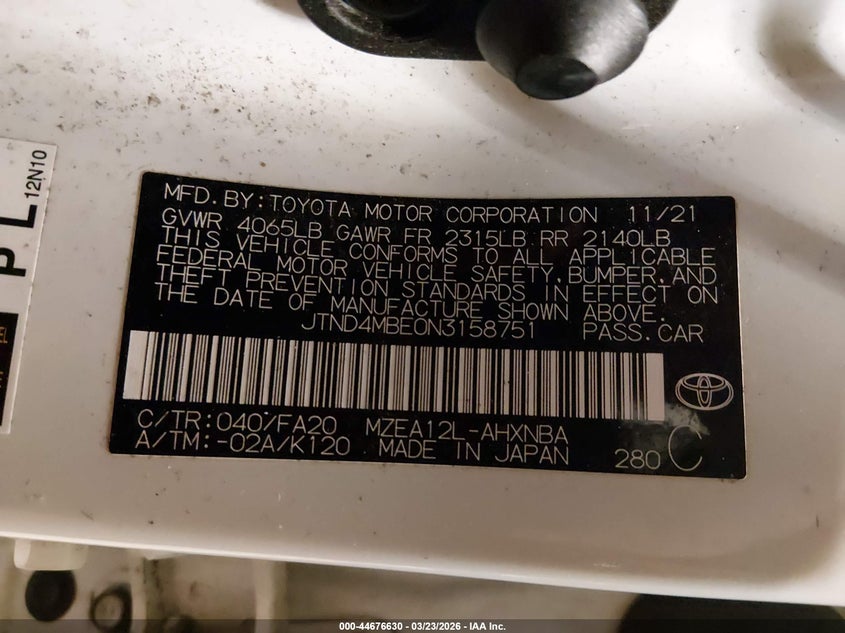 MFD.BY:TOYOTA MOTOR CORPORATION 11/21
GVWR 4065LB GAWR FR 2315LB RR 2140LB
THIS VEHICLE CONFORMS TO ALL APPLICABLE
FEDERAL MOTOR VEHICLE SAFETY,BUMPER,AND
THEFT PREVENTION STANDARDS IN EFFECT ON
THE DATE OF MANUFACTURE SHOWN ABOVE.
JTND4MBE0N3158751 PASS.CAR
C/TR:040/FA20 MZEA12L-AHXNBA
A/TM:-02A/K120 MADE IN JAPAN 280 C
P L
12N10
000-44676630 - 03/23/2026 - IAA Inc.